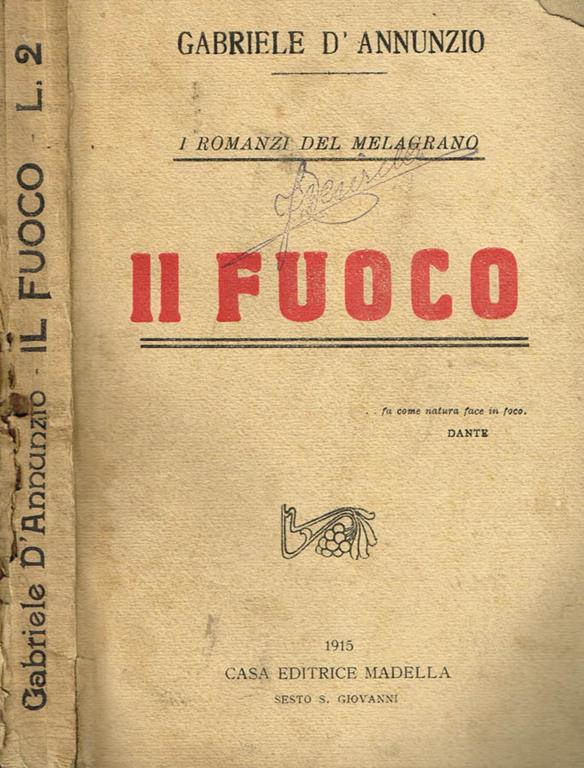 Gabriele D'Annunzio - IL FUOCO - L. 2
GABRIELE D' ANNUNZIO
I ROMANZI DEL MELAGRANO
Il FUOCO
. . fa come natura face in foco.
DANTE
1915
CASA EDITRICE MADELLA
SESTO S. GIOVANNI